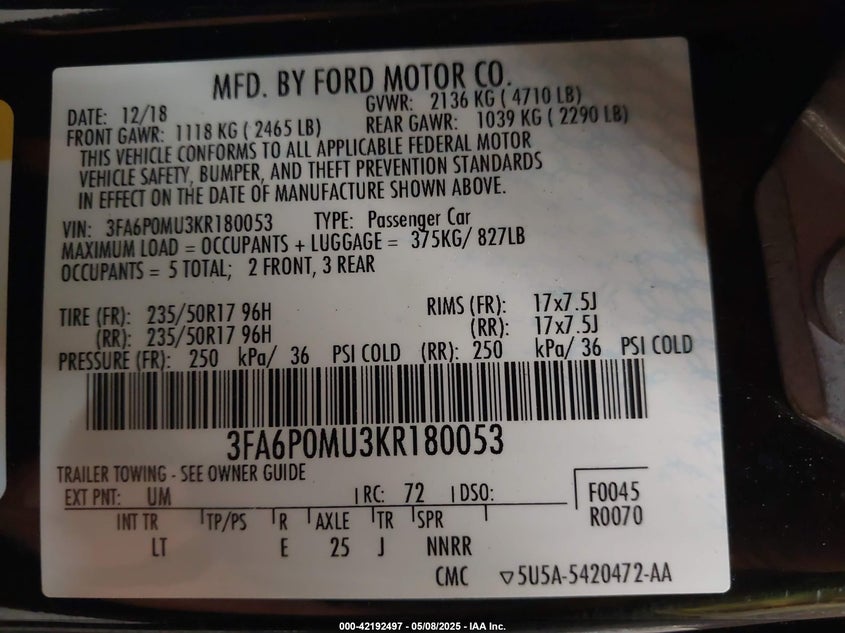 MFD. BY FORD MOTOR CO.
DATE: 12/18 GVWR: 2136 KG ( 4710 LB)
FRONT GAWR: 1118 KG ( 2465 LB) REAR GAWR: 1039 KG ( 2290 LB)
THIS VEHICLE CONFORMS TO ALL APPLICABLE FEDERAL MOTOR
VEHICLE SAFETY, BUMPER, AND THEFT PREVENTION STANDARDS
IN EFFECT ON THE DATE OF MANUFACTURE SHOWN ABOVE.
VIN: 3FA6P0MU3KR180053 TYPE: Passenger Car
MAXIMUM LOAD = OCCUPANTS + LUGGAGE = 375KG/ 827LB
OCCUPANTS = 5 TOTAL; 2 FRONT, 3 REAR
TIRE (FR): 235/50R17 96H RIMS (FR): 17x7.5J
(RR): 235/50R17 96H (RR): 17x7.5J
PRESSURE (FR): 250 kPa/ 36 PSI COLD (RR): 250 kPa/ 36 PSI COLD
3FA6P0MU3KR180053
TRAILER TOWING - SEE OWNER GUIDE
EXT PNT: UM RC: 72 DSO: F0045
R0070
INT TR TP/PS R AXLE TR SPR
LT E 25 J NNRR
CMC ▽5U5A-5420472-AA
000-42192497 - 05/08/2025 - IAA Inc.